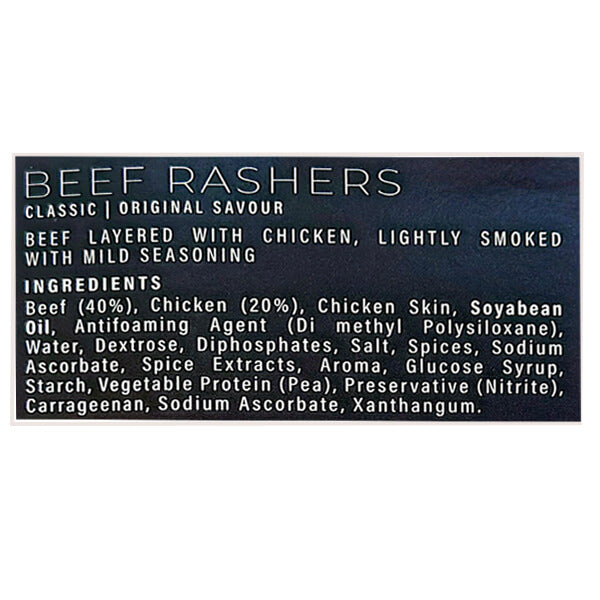 BEEF RASHERS
CLASSIC | ORIGINAL SAVOUR
BEEF LAYERED WITH CHICKEN, LIGHTLY SMOKED
WITH MILD SEASONING
INGREDIENTS
Beef (40%), Chicken (20%), Chicken Skin, Soyabean
Oil, Antifoaming Agent (Di methyl Polysiloxane),
Water, Dextrose, Diphosphates, Salt, Spices, Sodium
Ascorbate, Spice Extracts, Aroma, Glucose Syrup,
Starch, Vegetable Protein (Pea), Preservative (Nitrite),
Carrageenan, Sodium Ascorbate, Xanthangum.